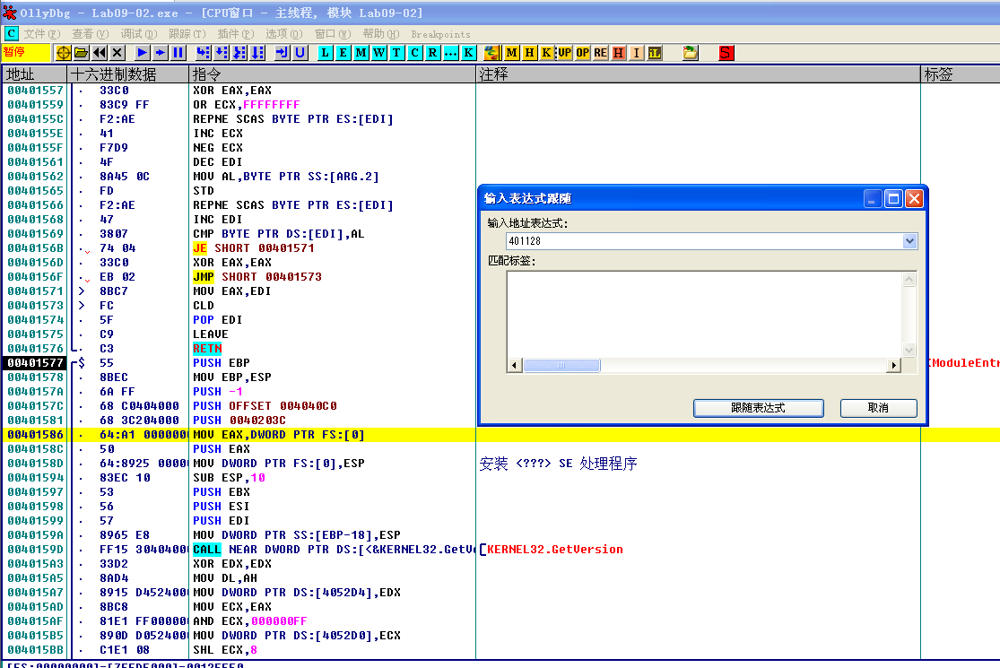 OllyDbg - Lab09-02.exe - [CPU窗口 - 主线程, 模块 Lab09-02]
C 文件(F) 查看(V) 调试(D) 跟踪(T) 插件(P) 选项(O) 窗口(W) 帮助(H) Breakpoints
暂停 U L E M W T C R ... K M H K VP OP RE H I S
地址 十六进制数据 指令 注释 标签
00401557 · 33C0 XOR EAX,EAX
00401559 · 83C9 FF OR ECX,FFFFFFFF
0040155C · F2:AE REPNE SCAS BYTE PTR ES:[EDI]
0040155E · 41 INC ECX
0040155F · F7D9 NEG ECX
00401561 · 4F DEC EDI
00401562 · 8A45 0C MOV AL,BYTE PTR SS:[ARG.2]
00401565 · FD STD
00401566 · F2:AE REPNE SCAS BYTE PTR ES:[EDI]
00401568 · 47 INC EDI
00401569 · 3807 CMP BYTE PTR DS:[EDI],AL
0040156B · 74 04 JE SHORT 00401571
0040156D · 33C0 XOR EAX,EAX
0040156F · EB 02 JMP SHORT 00401573
00401571 > 8BC7 MOV EAX,EDI
00401573 > FC CLD
00401574 · 5F POP EDI
00401575 · C9 LEAVE
00401576 · C3 RETN
00401577 $ 55 PUSH EBP (ModuleEntr
00401578 · 8BEC MOV EBP,ESP
0040157A · 6A FF PUSH -1
0040157C · 68 C0404000 PUSH OFFSET 004040C0
00401581 · 68 3C204000 PUSH 0040203C
00401586 · 64:A1 0000000 MOV EAX,DWORD PTR FS:[0]
0040158C · 50 PUSH EAX
0040158D · 64:8925 00000 MOV DWORD PTR FS:[0],ESP 安装 <???> SE 处理程序
00401594 · 83EC 10 SUB ESP,10
00401597 · 53 PUSH EBX
00401598 · 56 PUSH ESI
00401599 · 57 PUSH EDI
0040159A · 8965 E8 MOV DWORD PTR SS:[EBP-18],ESP
0040159D · FF15 30404000 CALL NEAR DWORD PTR DS:[<&KERNEL32.GetVe [KERNEL32.GetVersion
004015A3 · 33D2 XOR EDX,EDX
004015A5 · 8AD4 MOV DL,AH
004015A7 · 8915 D4524000 MOV DWORD PTR DS:[4052D4],EDX
004015AD · 8BC8 MOV ECX,EAX
004015AF · 81E1 FF000000 AND ECX,000000FF
004015B5 · 890D D0524000 MOV DWORD PTR DS:[4052D0],ECX
004015BB · C1E1 08 SHL ECX,8
[FS:00000000]=[7FFDF000]=0012FFE0
输入表达式跟随
输入地址表达式:
401128
匹配标签:
跟随表达式 取消